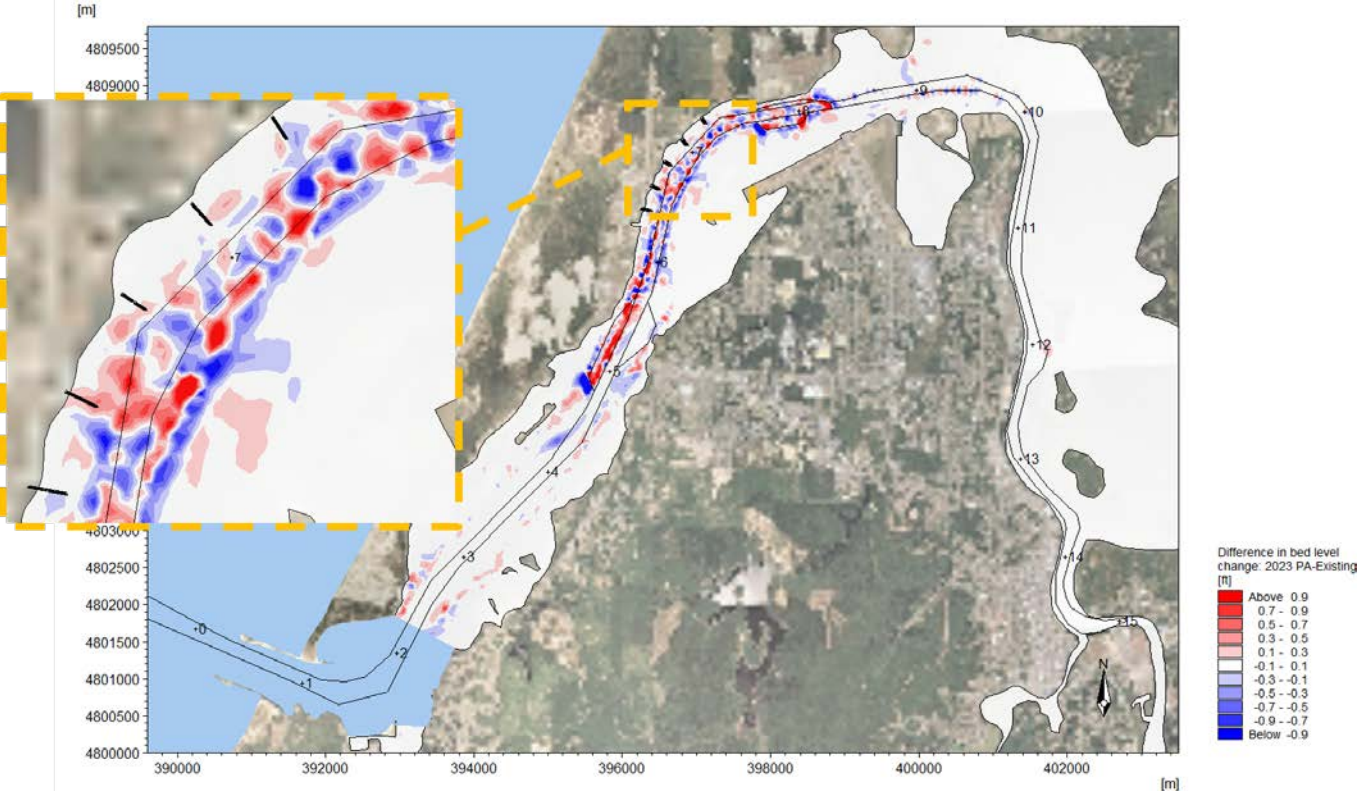 [m]
4809500
4809000
9
8
10
7
7
11
6
12
5
13
4
4803000
3
14
4802500
4802000
0
15
4801500
2
N
4801000
1
4800500
4800000
390000
392000
394000
396000
398000
400000
402000
[m]
Difference in bed level
change: 2023 PA-Existing
[ft]
Above 0.9
0.7 - 0.9
0.5 - 0.7
0.3 - 0.5
0.1 - 0.3
-0.1 - 0.1
-0.3 - -0.1
-0.5 - -0.3
-0.7 - -0.5
-0.9 - -0.7
Below -0.9